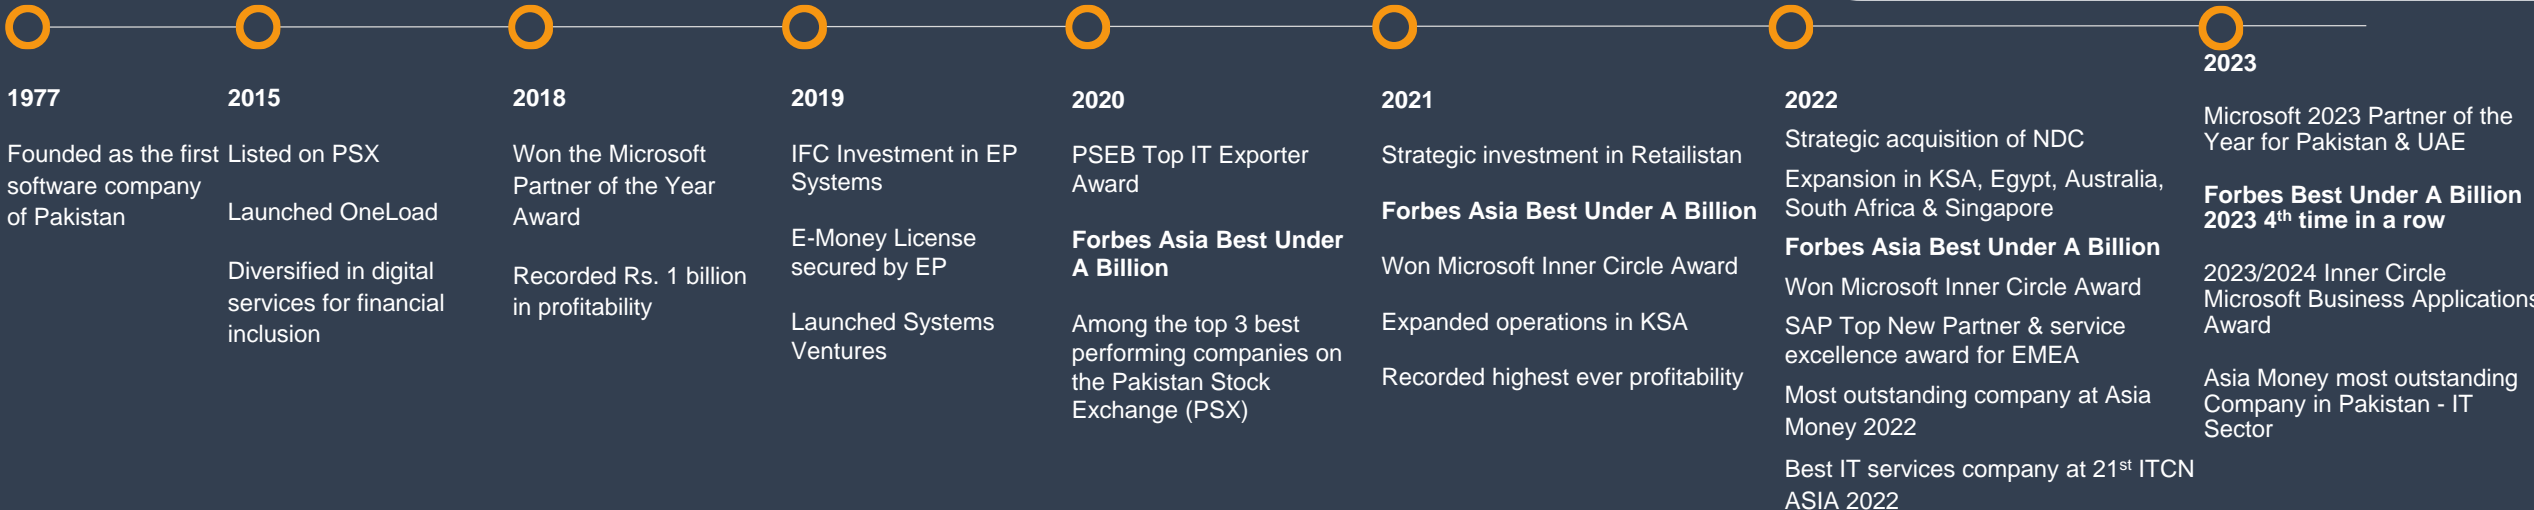 1977
Founded as the first
software company
of Pakistan
2015
Listed on PSX
Launched OneLoad
Diversified in digital
services for financial
inclusion
2018
Won the Microsoft
Partner of the Year
Award
Recorded Rs. 1 billion
in profitability
2019
IFC Investment in EP
Systems
E-Money License
secured by EP
Launched Systems
Ventures
2020
PSEB Top IT Exporter
Award
Forbes Asia Best Under
A Billion
Among the top 3 best
performing companies on
the Pakistan Stock
Exchange (PSX)
2021
Strategic investment in Retailistan
Forbes Asia Best Under A Billion
Won Microsoft Inner Circle Award
Expanded operations in KSA
Recorded highest ever profitability
2022
Strategic acquisition of NDC
Expansion in KSA, Egypt, Australia,
South Africa & Singapore
Forbes Asia Best Under A Billion
Won Microsoft Inner Circle Award
SAP Top New Partner & service
excellence award for EMEA
Most outstanding company at Asia
Money 2022
Best IT services company at 21st ITCN
ASIA 2022
2023
Microsoft 2023 Partner of the
Year for Pakistan & UAE
Forbes Best Under A Billion
2023 4th time in a row
2023/2024 Inner Circle
Microsoft Business Applications
Award
Asia Money most outstanding
Company in Pakistan - IT
Sector